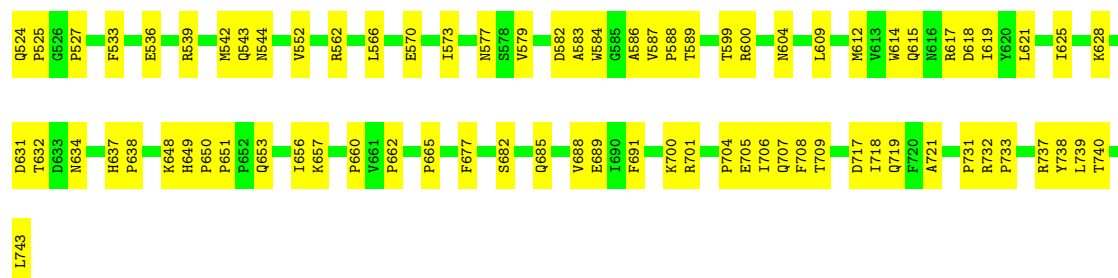 Q524 P525 G526 P527 F533 E536 R539 M542 Q543 N544 V552 R562 L566 E570 I573 N577 S578 V579 D582 A583 W584 G585 A586 V587 P588 T589 T599 R600 N604 L609 M612 V613 W614 Q615 N616 R617 D618 I619 Y620 L621 I625 K628
D631 T632 D633 N634 H637 P638 K648 H649 P650 P651 P652 Q653 I656 K657 P660 V661 P662 P665 F677 S682 Q685 V688 E689 I690 F691 K700 R701 P704 E705 I706 Q707 F708 T709 D717 I718 Q719 F720 A721 P731 R732 P733 R737 Y738 L739 T740
L743